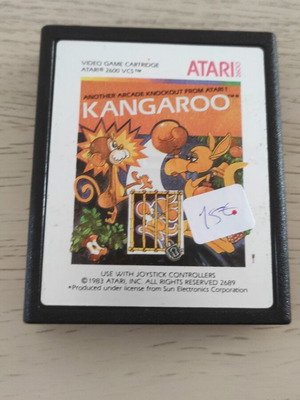 VIDEO GAME CARTRIDGE
ATARI® 2600 VCS™
ATARI 2600
ANOTHER ARCADE KNOCKOUT FROM ATARI!
KANGAROO™*
15€
USE WITH JOYSTICK CONTROLLERS
©1983 ATARI, INC. ALL RIGHTS RESERVED 2689
*Produced under license from Sun Electronics Corporation